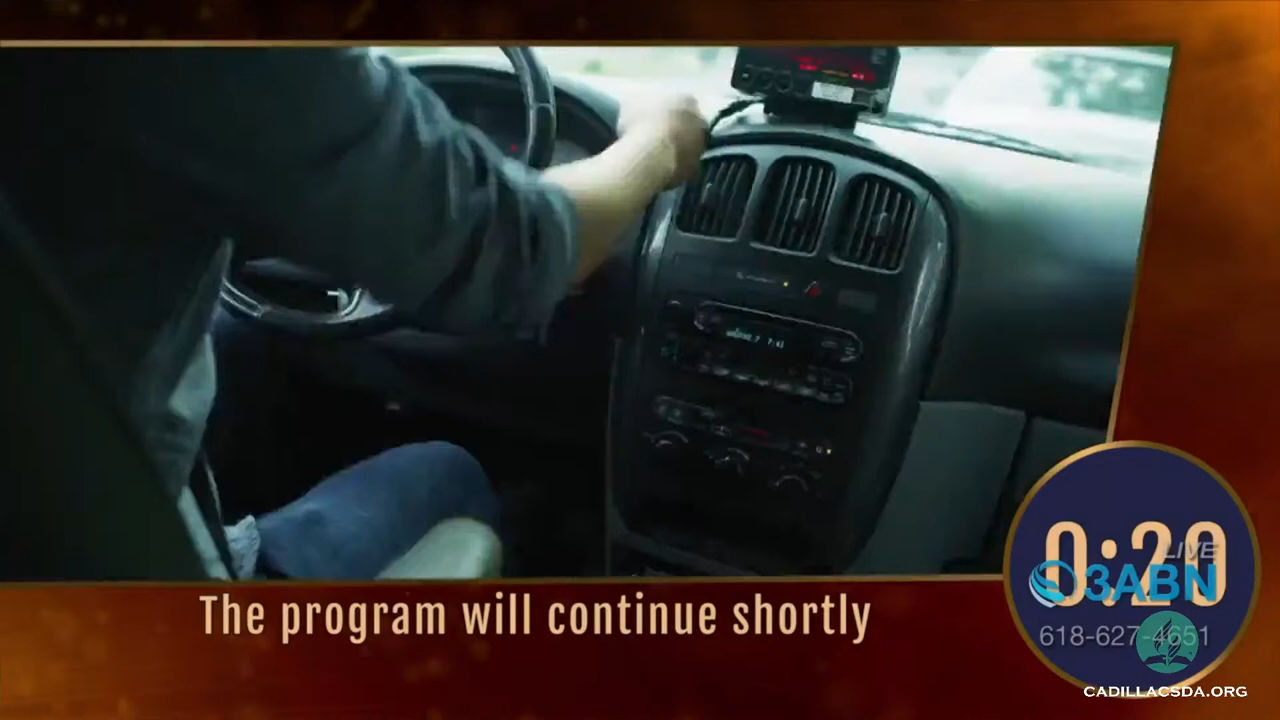 The program will continue shortly
0:20
LIVE
3ABN
618-627-4651
CADILLACSDA.ORG